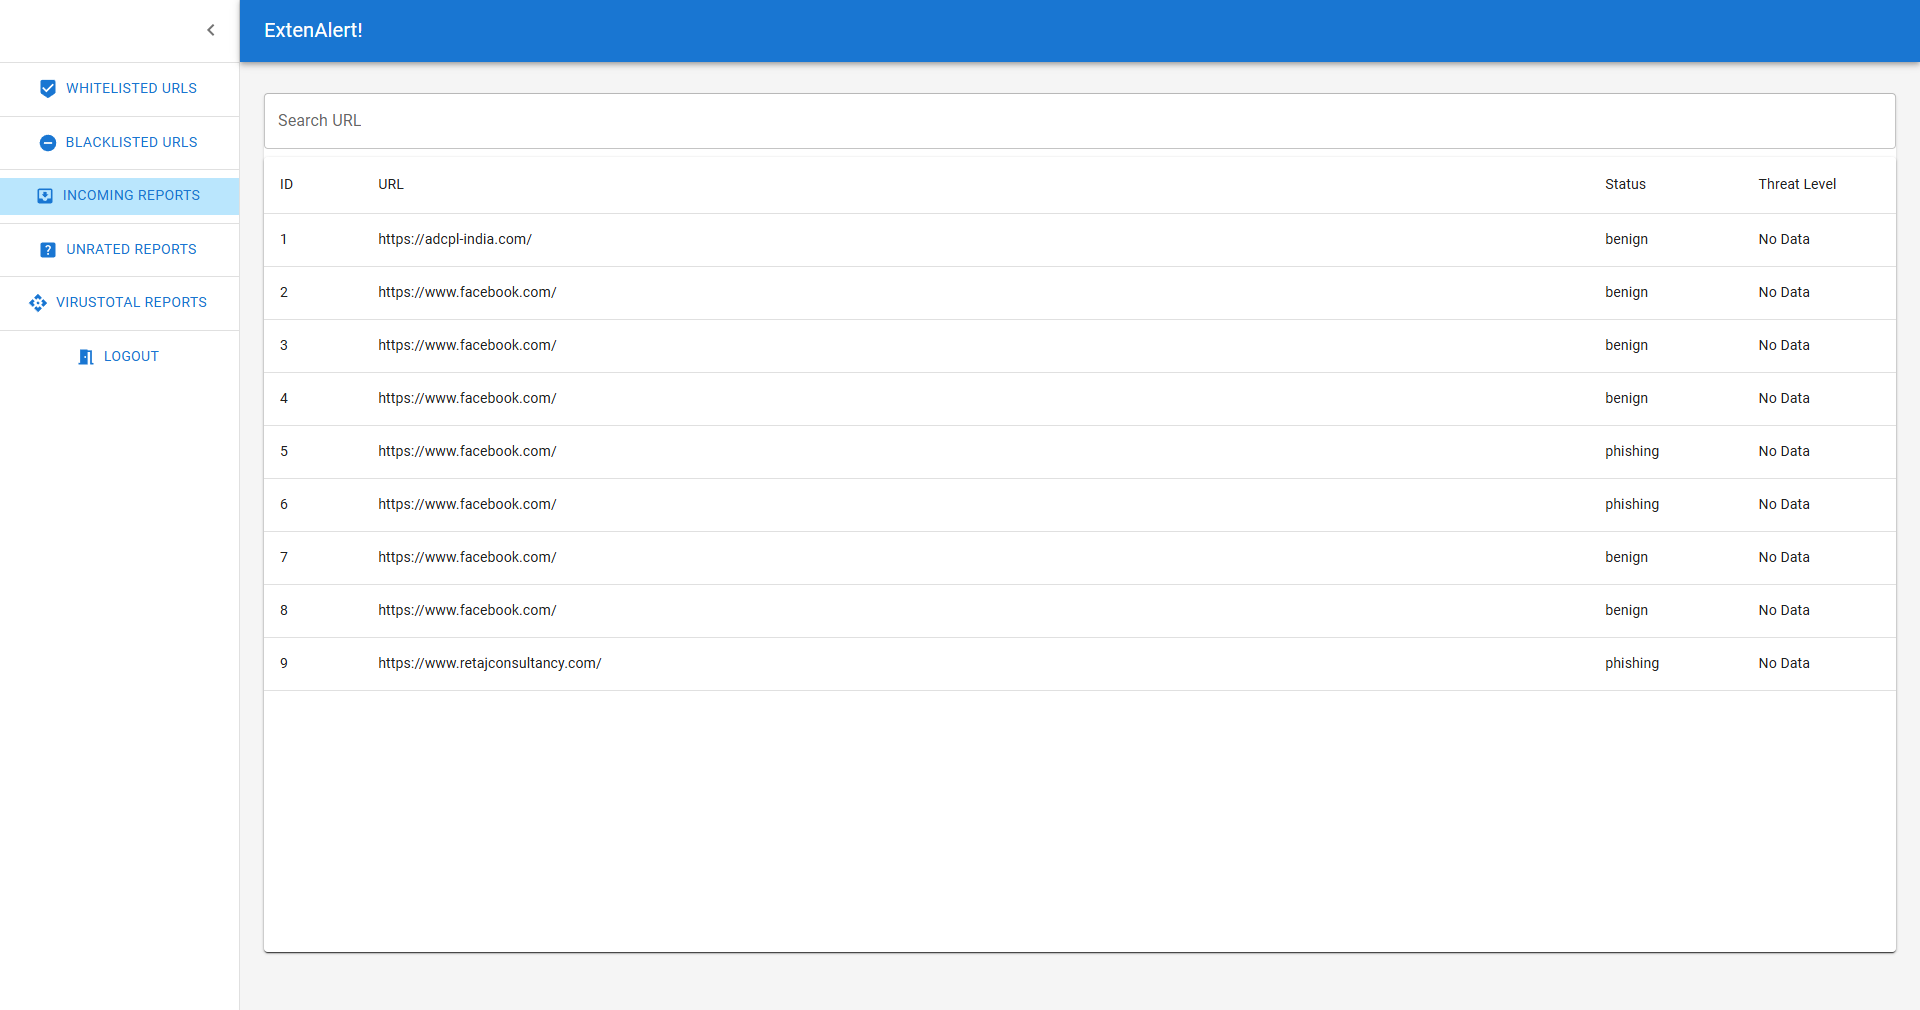 ExtenAlert!
WHITELISTED URLS
BLACKLISTED URLS
INCOMING REPORTS
UNRATED REPORTS
VIRUSTOTAL REPORTS
LOGOUT
Search URL
ID URL Status Threat Level
1 https://adcpl-india.com/ benign No Data
2 https://www.facebook.com/ benign No Data
3 https://www.facebook.com/ benign No Data
4 https://www.facebook.com/ benign No Data
5 https://www.facebook.com/ phishing No Data
6 https://www.facebook.com/ phishing No Data
7 https://www.facebook.com/ benign No Data
8 https://www.facebook.com/ benign No Data
9 https://www.retajconsultancy.com/ phishing No Data